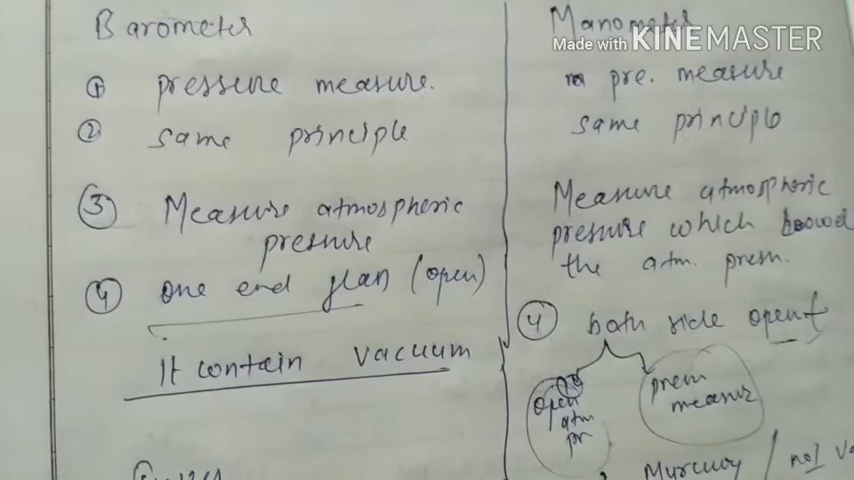 Barometer
① pressure measure.
② same principle
③ Measure atmospheric
pressure
④ one end glass (open)
It contain vacuum
Manometer
Made with KINEMASTER
pre. measure
same principle
Measure atmospheric
pressure which
the atm. press.
④ both side open
open
atm
pr
press
measure
Murcury / not